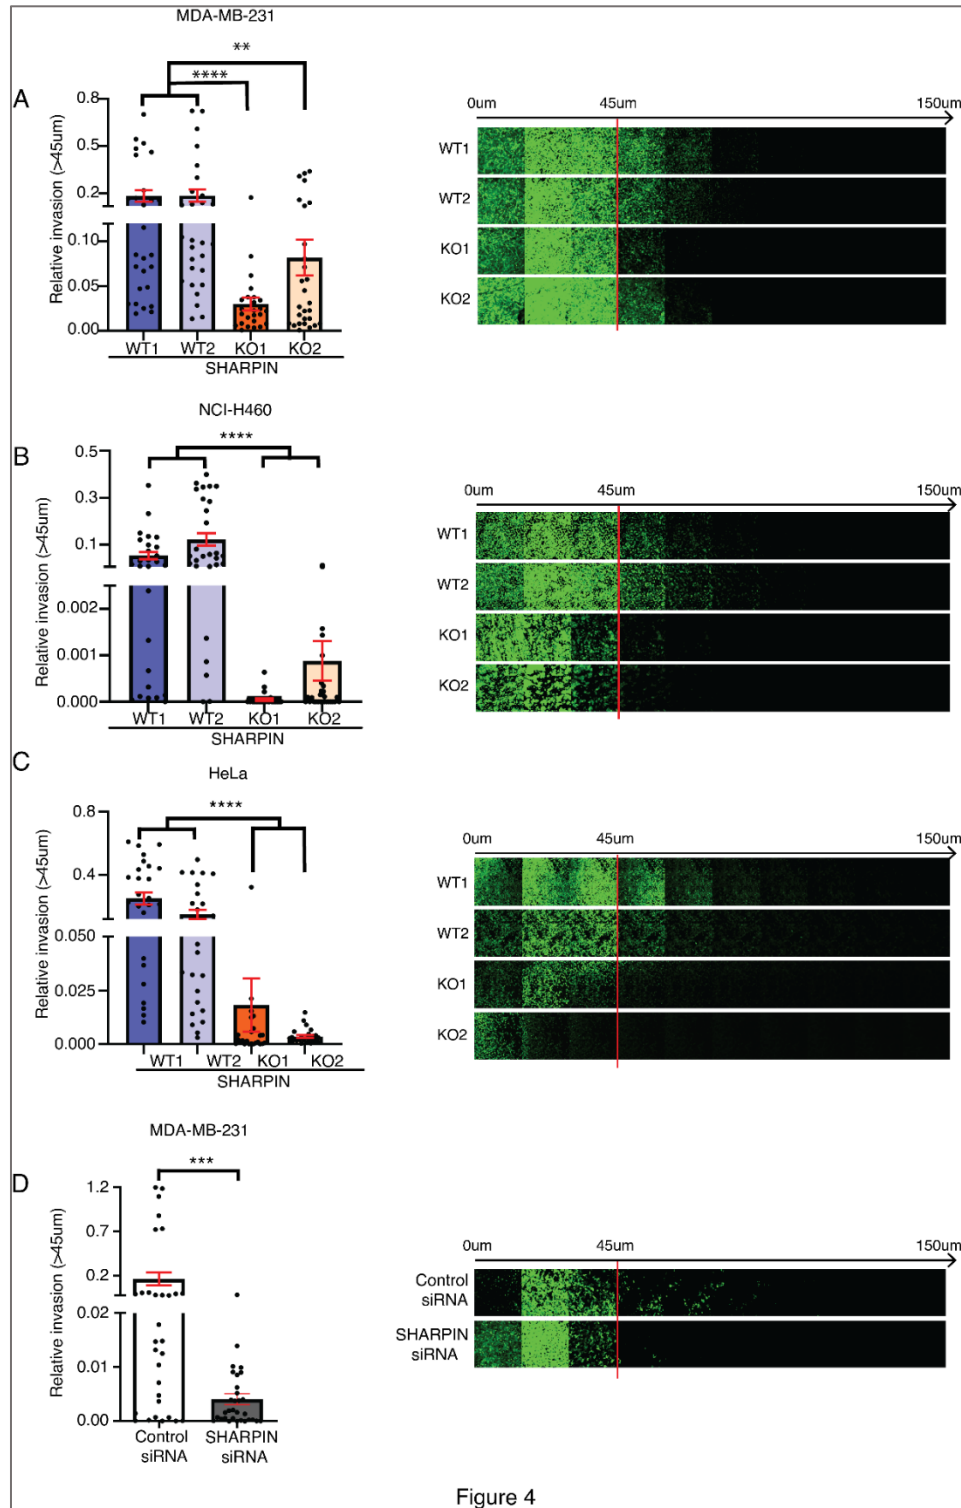 MDA-MB-231
**
****
A
0um 45um 150um
Relative invasion (>45um)
0.8
0.5
0.2
0.10
0.05
0.00
WT1 WT2 KO1 KO2
SHARPIN
WT1
WT2
KO1
KO2
NCI-H460
****
B
0um 45um 150um
Relative invasion (>45um)
0.5
0.3
0.1
0.002
0.001
0.000
WT1 WT2 KO1 KO2
SHARPIN
WT1
WT2
KO1
KO2
C
HeLa
****
0um 45um 150um
Relative invasion (>45um)
0.8
0.4
0.050
0.025
0.000
WT1 WT2 KO1 KO2
SHARPIN
WT1
WT2
KO1
KO2
MDA-MB-231
***
D
0um 45um 150um
Relative invasion (>45um)
1.2
0.7
0.2
0.02
0.01
0.00
Control SHARPIN
siRNA siRNA
Control
siRNA
SHARPIN
siRNA
Figure 4